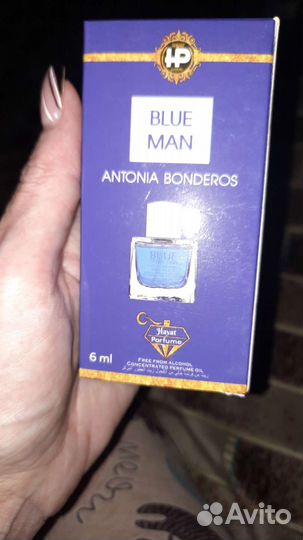 HP
BLUE
MAN
ANTONIA BONDEROS
BLUE
Hayat
Parfume
6 ml
FREE FROM ALCOHOL
CONCENTRATED PERFUME OIL
Avito